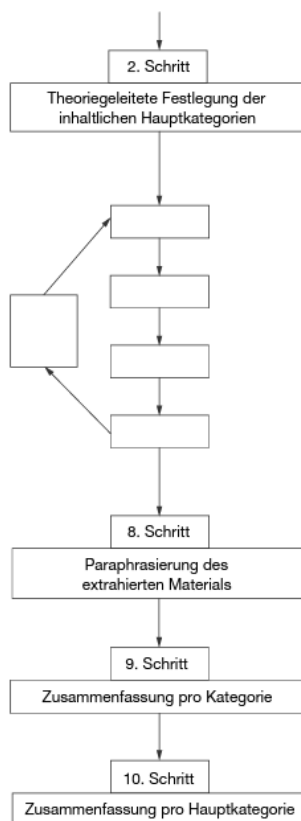 2. Schritt
Theoriegeleitete Festlegung der
inhaltlichen Hauptkategorien
8. Schritt
Paraphrasierung des
extrahierten Materials
9. Schritt
Zusammenfassung pro Kategorie
10. Schritt
Zusammenfassung pro Hauptkategorie